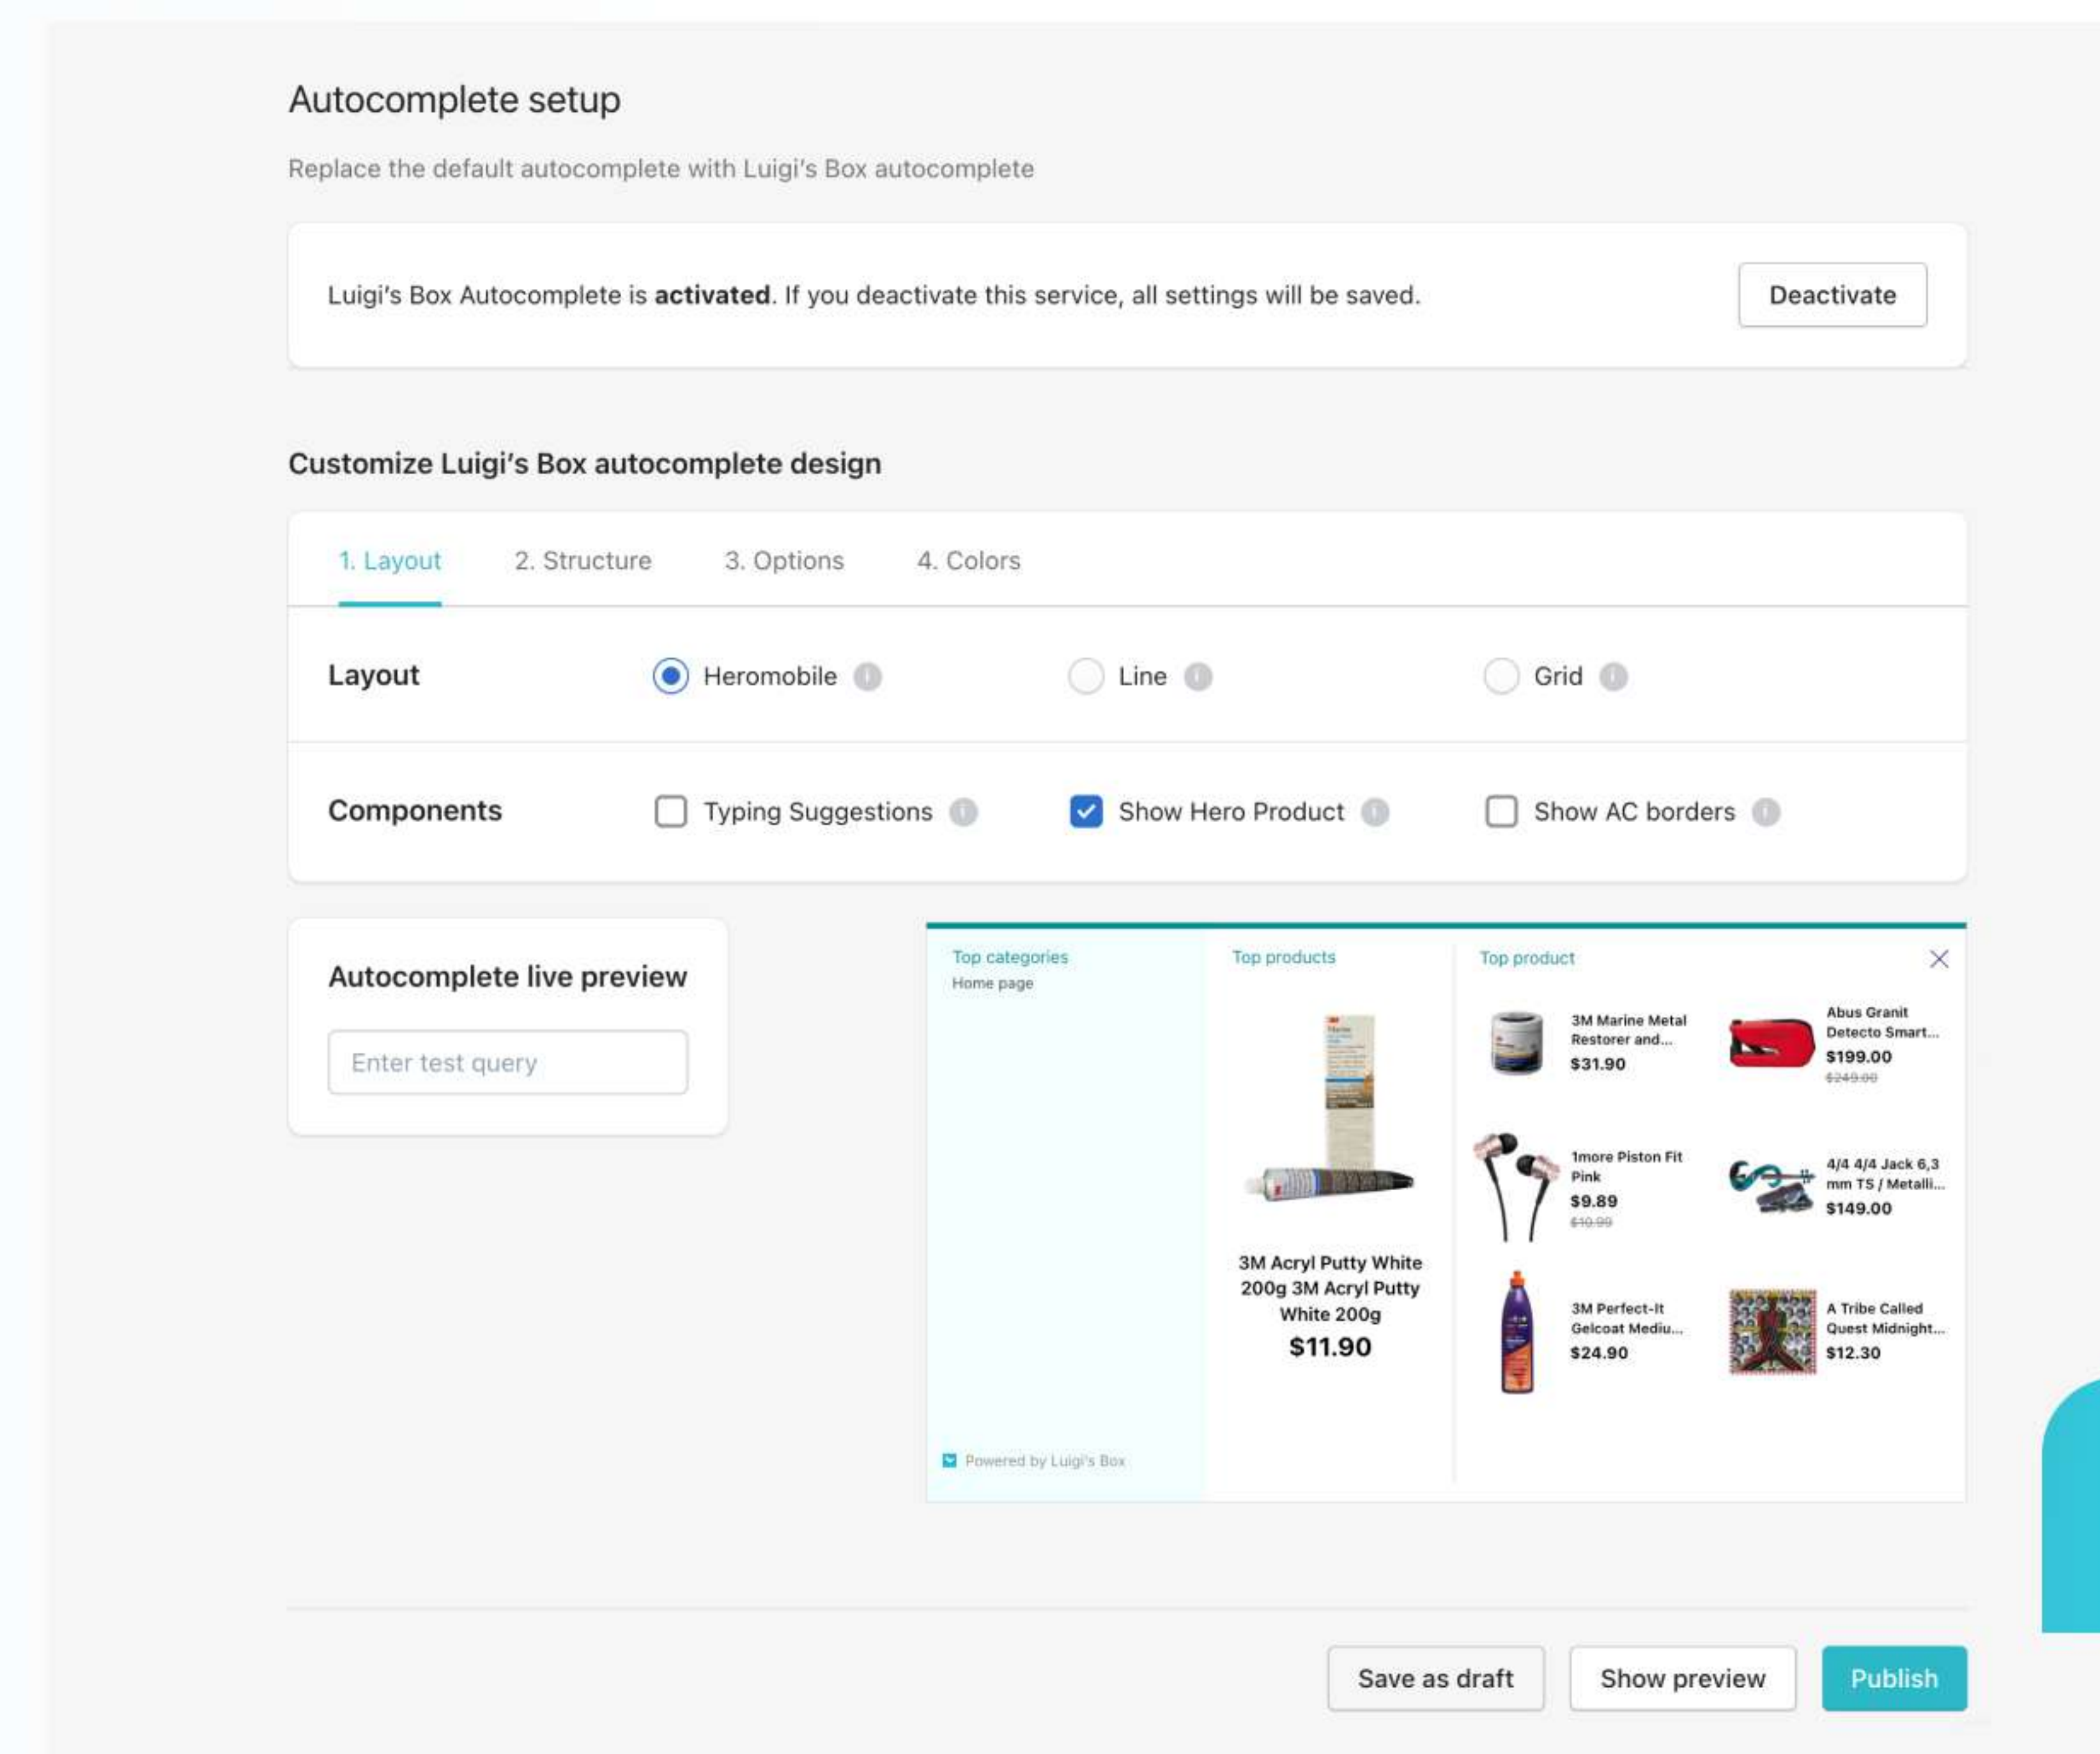 Autocomplete setup
Replace the default autocomplete with Luigi's Box autocomplete
Luigi's Box Autocomplete is activated. If you deactivate this service, all settings will be saved.
Deactivate
Customize Luigi's Box autocomplete design
1. Layout
2. Structure
3. Options
4. Colors
Layout
Heromobile
Line
Grid
Components
Typing Suggestions
Show Hero Product
Show AC borders
Autocomplete live preview
Enter test query
Top categories
Home page
Powered by Luigi's Box
Top products
3M Acryl Putty White
200g 3M Acryl Putty
White 200g
$11.90
Top product
3M Marine Metal
Restorer and...
$31.90
Abus Granit
Detecto Smart...
$199.00
$249.00
1more Piston Fit
Pink
$9.89
$10.99
4/4 4/4 Jack 6,3
mm TS / Metalli...
$149.00
3M Perfect-It
Gelcoat Mediu...
$24.90
A Tribe Called
Quest Midnight...
$12.30
Save as draft
Show preview
Publish